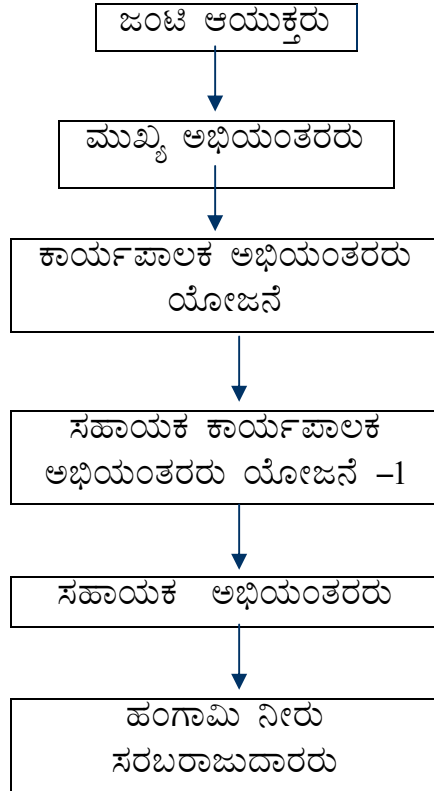 ಜಂಟಿ ಆಯುಕ್ತರು
ಮುಖ್ಯ ಅಭಿಯಂತರರು
ಕಾರ್ಯಪಾಲಕ ಅಭಿಯಂತರರು
ಯೋಜನೆ
ಸಹಾಯಕ ಕಾರ್ಯಪಾಲಕ
ಅಭಿಯಂತರರು ಯೋಜನೆ –1
ಸಹಾಯಕ ಅಭಿಯಂತರರು
ಹಂಗಾಮಿ ನೀರು
ಸರಬರಾಜುದಾರರು